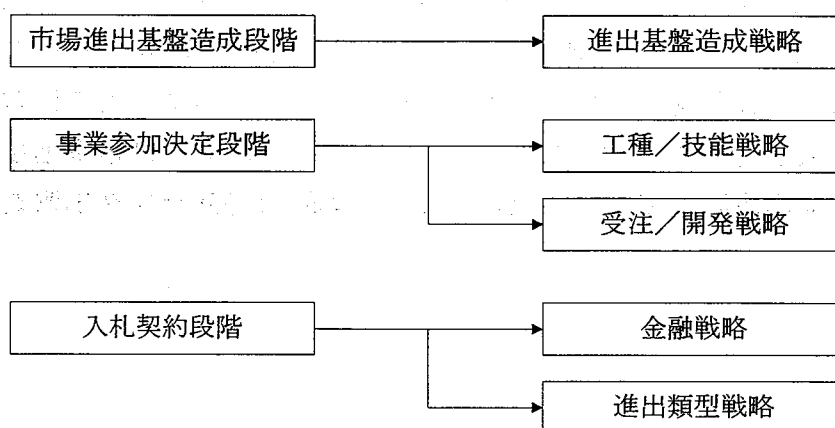 市場進出基盤造成段階
進出基盤造成戦略
事業参加決定段階
工種／技能戦略
受注／開発戦略
入札契約段階
金融戦略
進出類型戦略